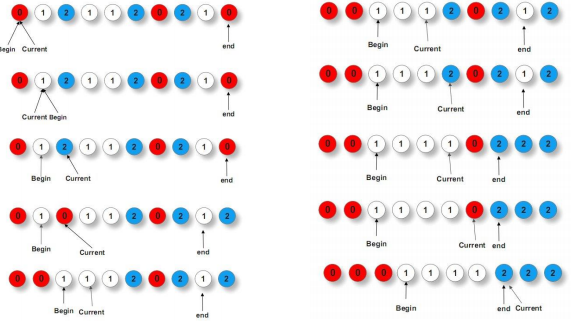 0 1 2 1 1 2 0 2 1 0
Begin Current end
0 1 2 1 1 2 0 2 1 0
Current Begin end
0 1 2 1 1 2 0 2 1 0
Begin Current end
0 1 0 1 1 2 0 2 1 2
Begin Current end
0 0 1 1 1 2 0 2 1 2
Begin Current end
0 0 1 1 1 2 0 2 1 2
Begin Current end
0 0 1 1 1 2 0 2 1 2
Begin Current end
0 0 1 1 1 1 0 2 2 2
Begin Current end
0 0 1 1 1 1 0 2 2 2
Begin Current end
0 0 0 1 1 1 1 2 2 2
Begin end Current